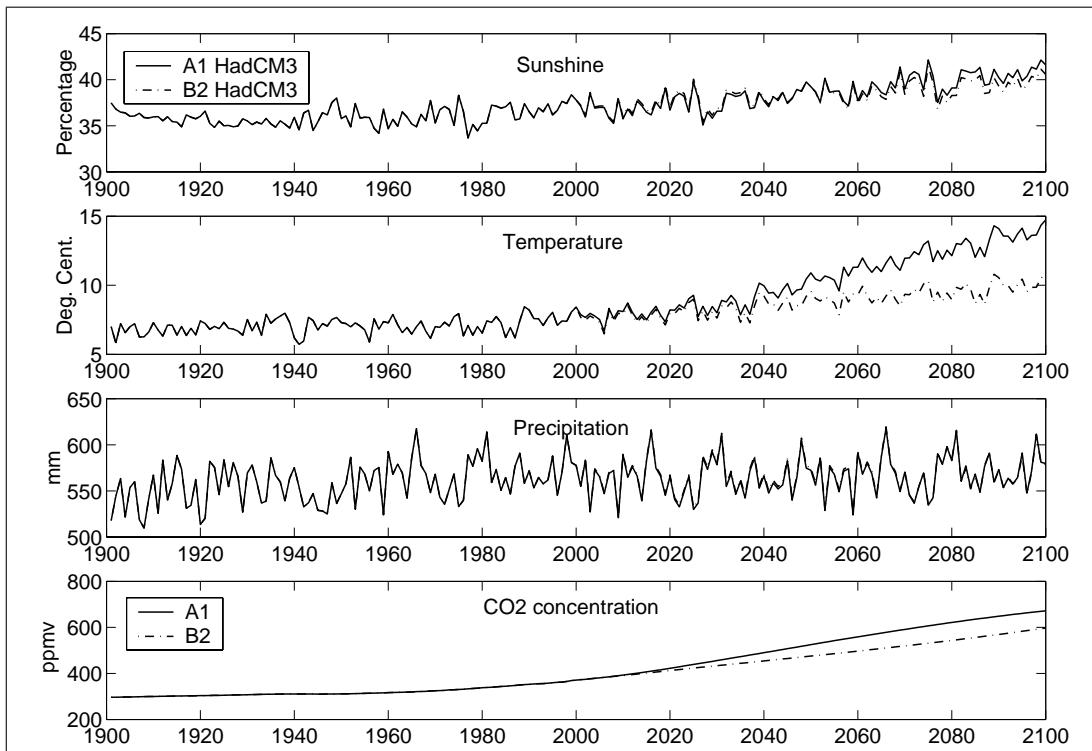 Sunshine
A1 HadCM3
B2 HadCM3
Percentage
45
40
35
30
1900 1920 1940 1960 1980 2000 2020 2040 2060 2080 2100
Temperature
Deg. Cent.
15
10
5
1900 1920 1940 1960 1980 2000 2020 2040 2060 2080 2100
Precipitation
mm
650
600
550
500
1900 1920 1940 1960 1980 2000 2020 2040 2060 2080 2100
CO2 concentration
A1
B2
ppmv
800
600
400
200
1900 1920 1940 1960 1980 2000 2020 2040 2060 2080 2100